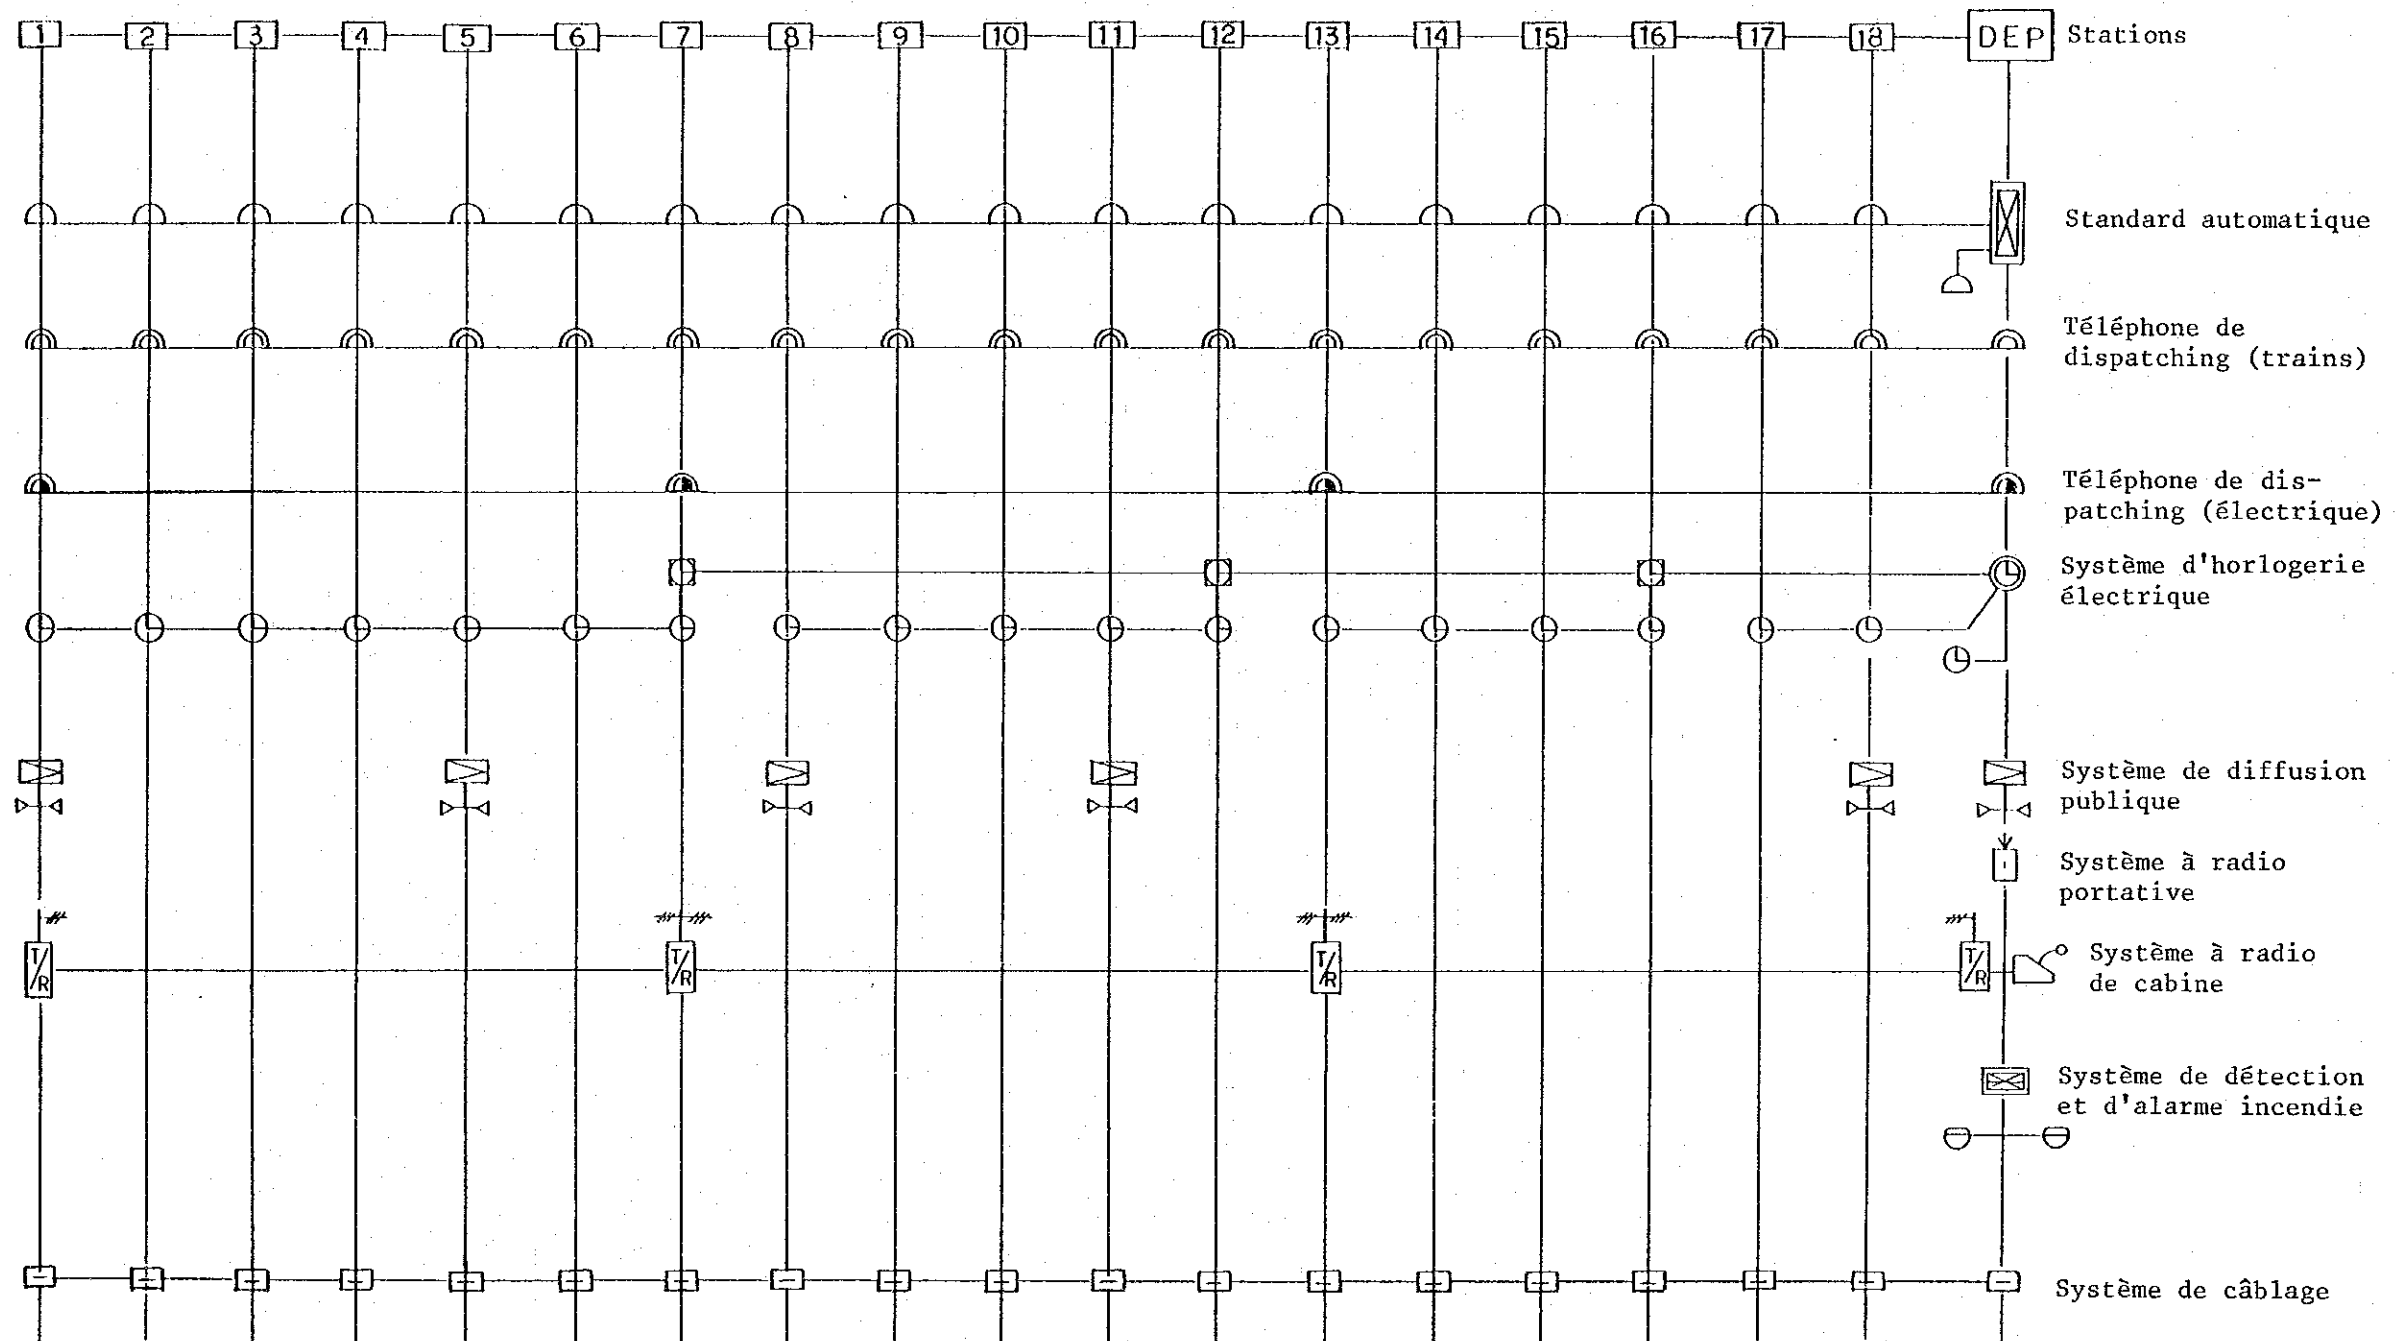 1 2 3 4 5 6 7 8 9 10 11 12 13 14 15 16 17 18 DEP Stations
Standard automatique
Téléphone de
dispatching (trains)
Téléphone de dis-
patching (électrique)
Système d'horlogerie
électrique
Système de diffusion
publique
Système à radio
portative
T/R T/R T/R T/R
Système à radio
de cabine
Système de détection
et d'alarme incendie
Système de câblage